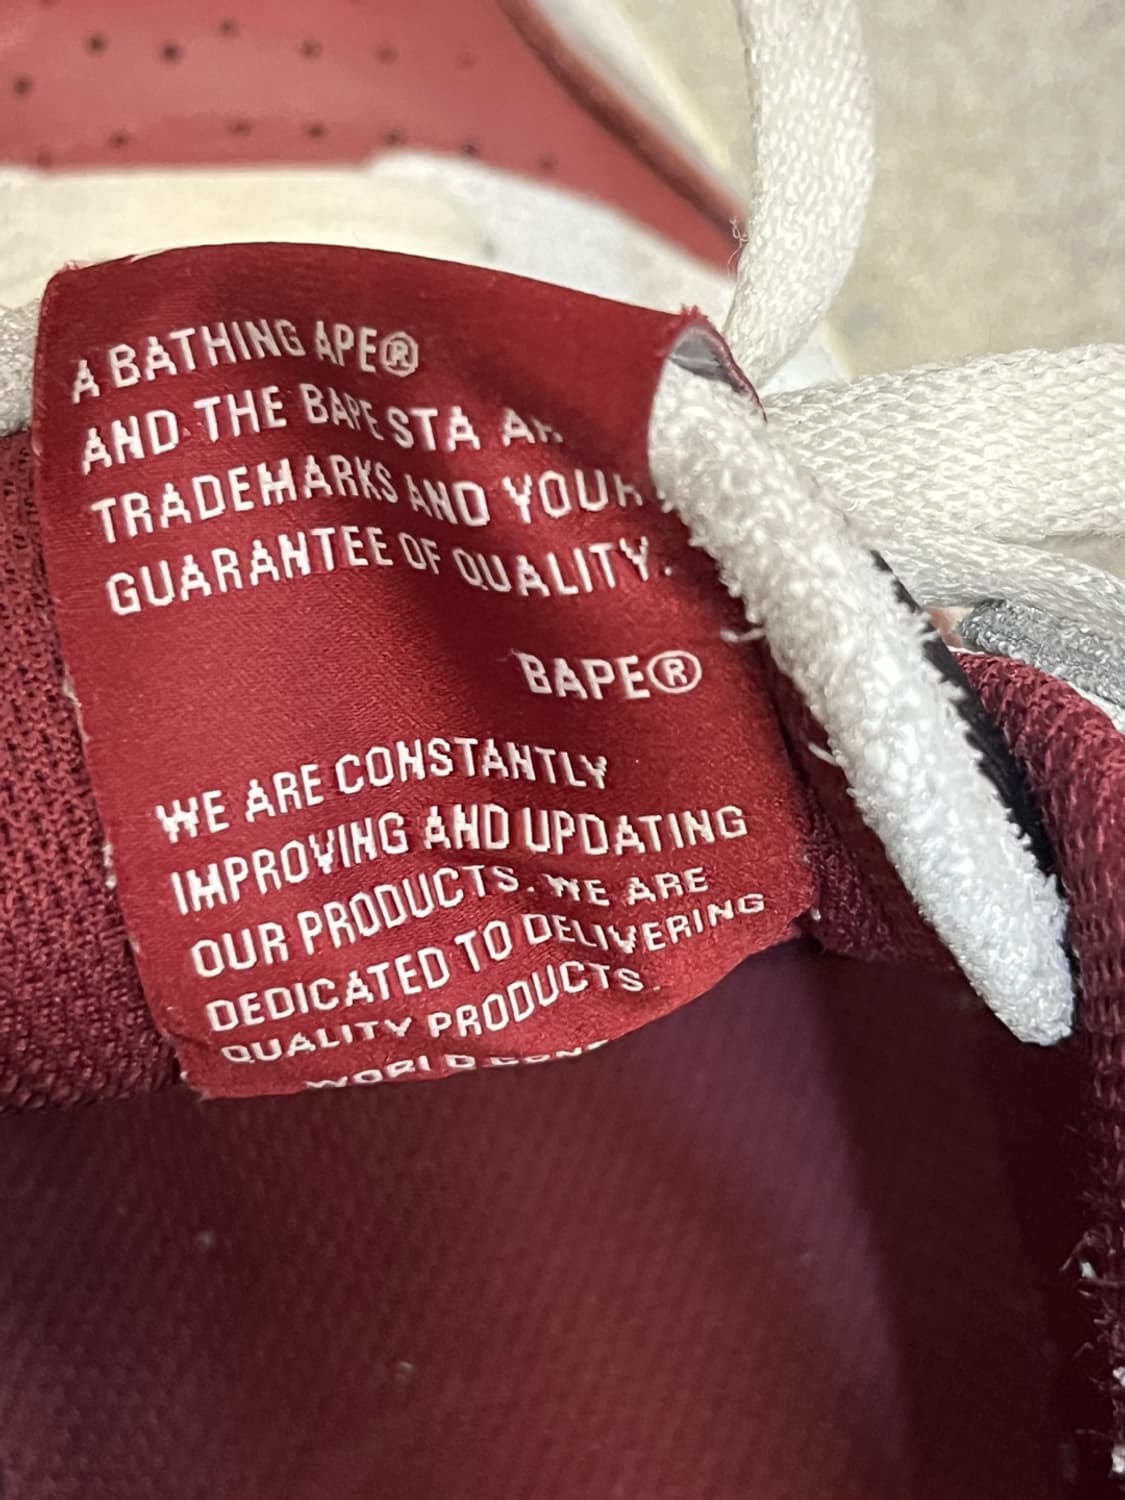 A BATHING APE®
AND THE BAPE STA
TRADEMARKS AND YOUR
GUARANTEE OF QUALITY.
BAPE®
WE ARE CONSTANTLY
IMPROVING AND UPDATING
OUR PRODUCTS. WE ARE
DEDICATED TO DELIVERING
QUALITY PRODUCTS.
WORLD